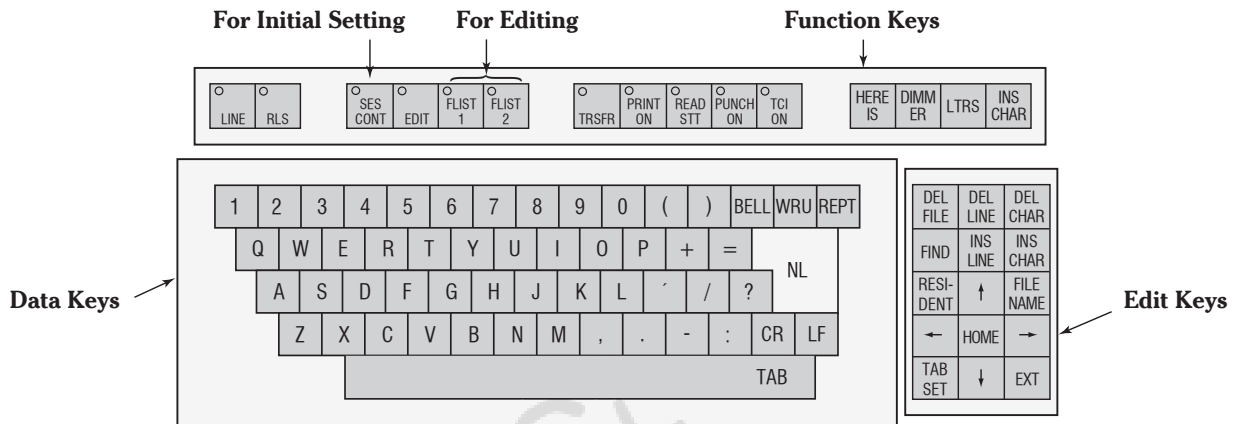 For Initial Setting For Editing Function Keys
LINE RLS SES CONT EDIT FLIST 1 FLIST 2 TRSFR PRINT ON READ STT PUNCH ON TCI ON HERE IS DIMM ER LTRS INS CHAR
1 2 3 4 5 6 7 8 9 0 ( ) BELL WRU REPT
Q W E R T Y U I O P + = NL
A S D F G H J K L ´ / ?
Z X C V B N M , . - : CR LF
TAB
Data Keys
DEL FILE DEL LINE DEL CHAR
FIND INS LINE INS CHAR
RESI- DENT ↑ FILE NAME
← HOME →
TAB SET ↓ EXT
Edit Keys